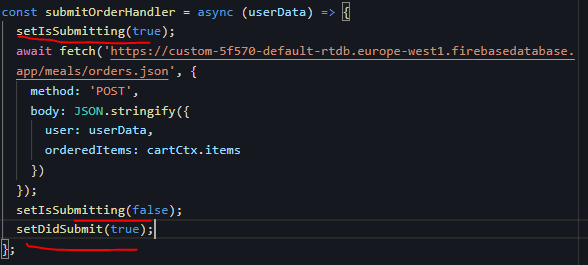 const submitOrderHandler = async (userData) => {
setIsSubmitting(true);
await fetch('https://custom-5f570-default-rtdb.europe-west1.firebasedatabase.
app/meals/orders.json', {
method: 'POST',
body: JSON.stringify({
user: userData,
orderedItems: cartCtx.items
})
});
setIsSubmitting(false);
setDidSubmit(true);
};